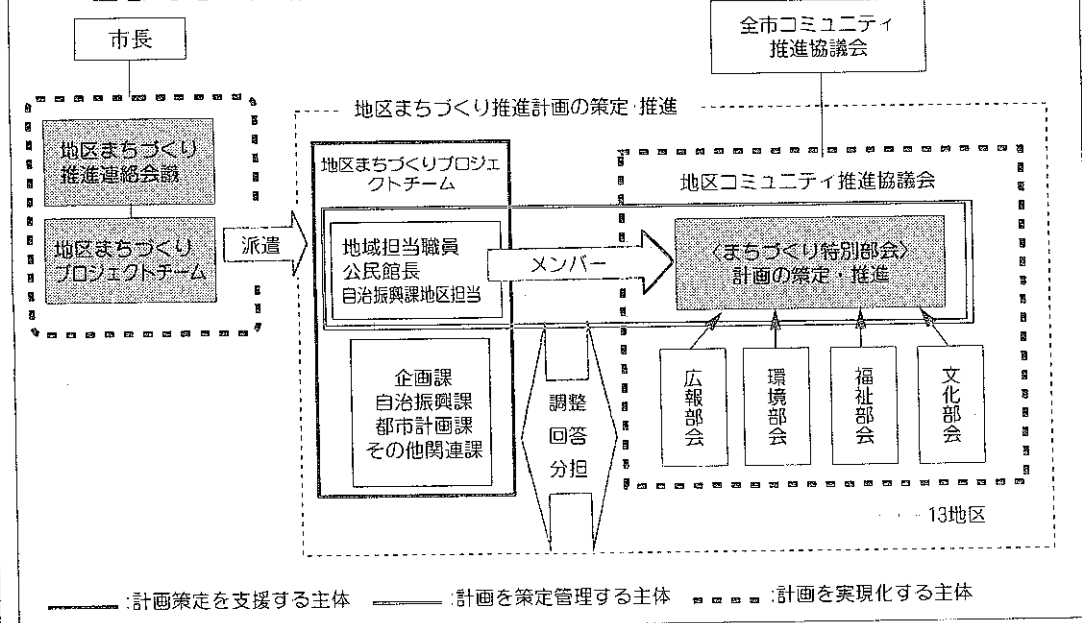 市長
全市コミュニティ
推進協議会
地区まちづくり推進計画の策定・推進
地区まちづくり
推進連絡会議
地区まちづくり
プロジェクトチーム
派遣
地区まちづくりプロジェ
クトチーム
地域担当職員
公民館長
自治振興課地区担当
メンバー
地区コミュニティ推進協議会
〈まちづくり特別部会〉
計画の策定・推進
企画課
自治振興課
都市計画課
その他関連課
調整
回答
分担
広報部会
環境部会
福祉部会
文化部会
・・・13地区
:計画策定を支援する主体
:計画を策定管理する主体
:計画を実現化する主体